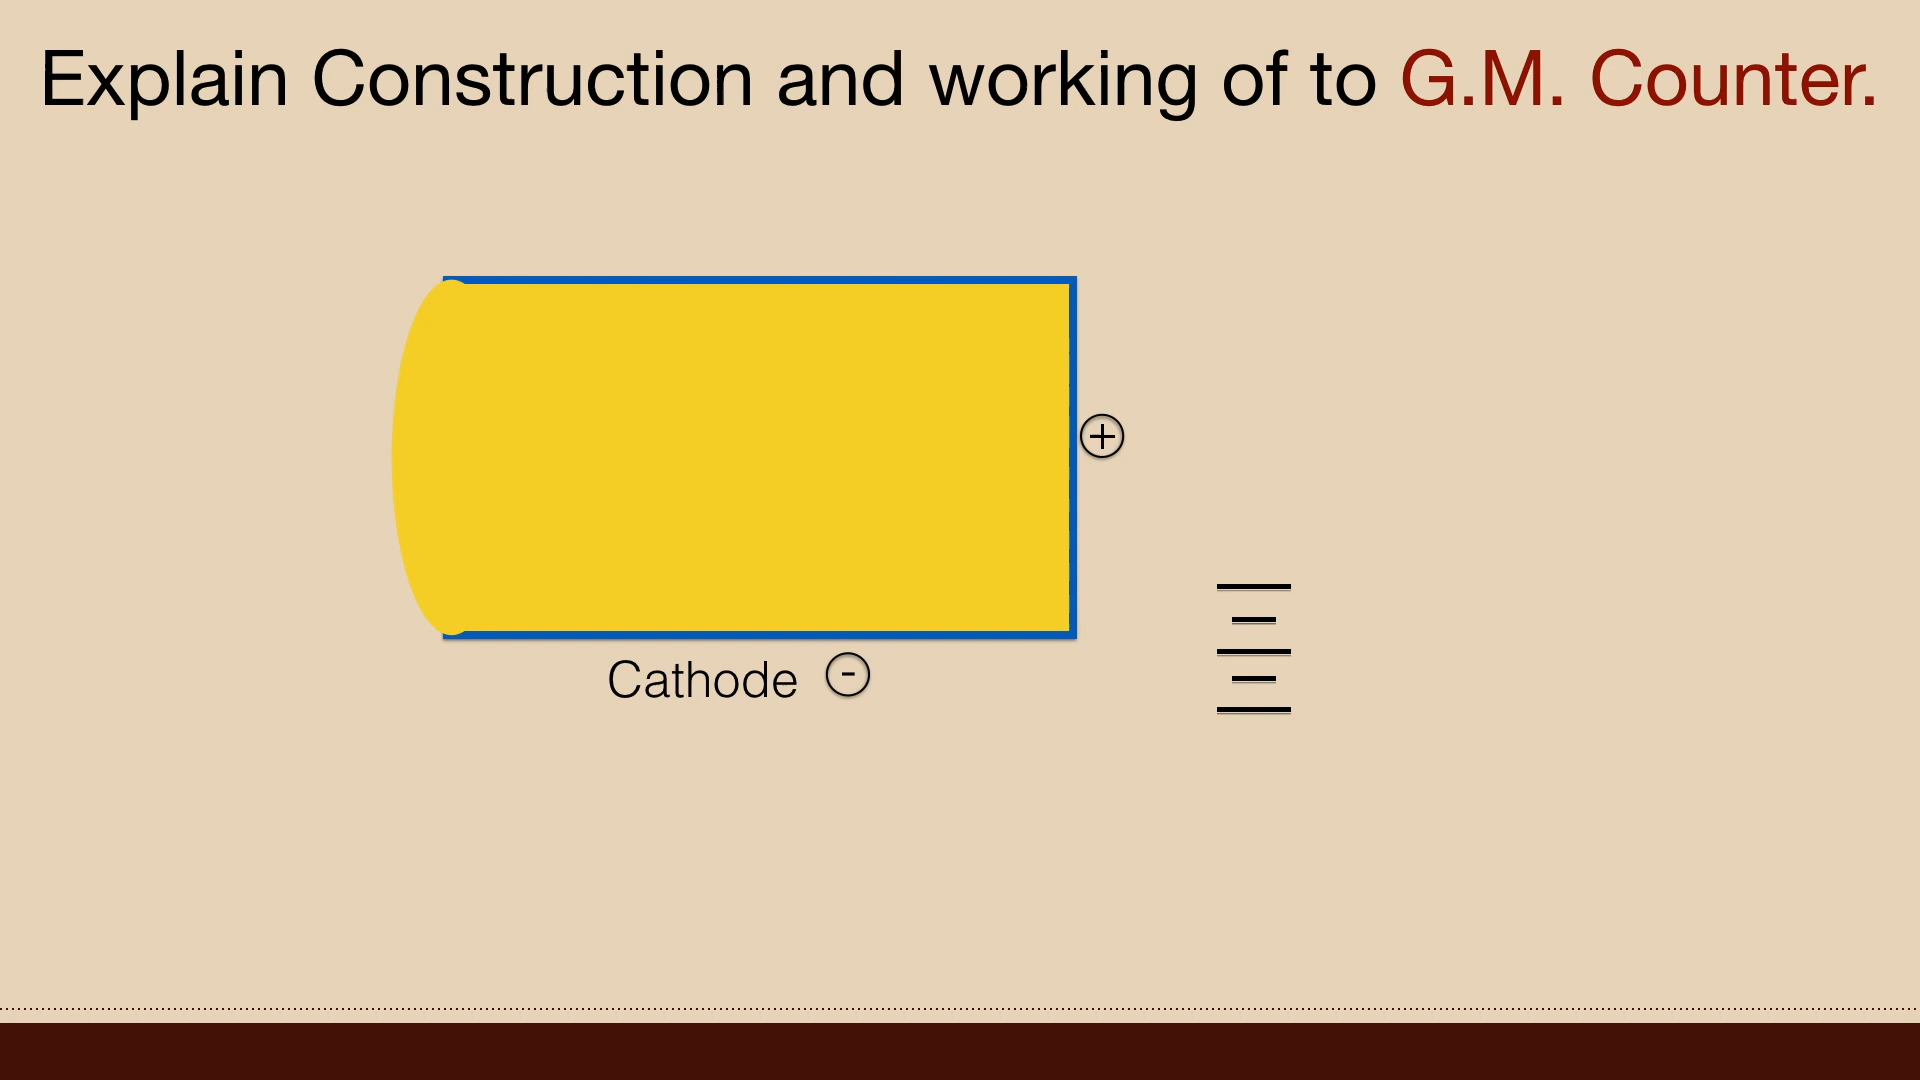 Explain Construction and working of to G.M. Counter.
+
Cathode -